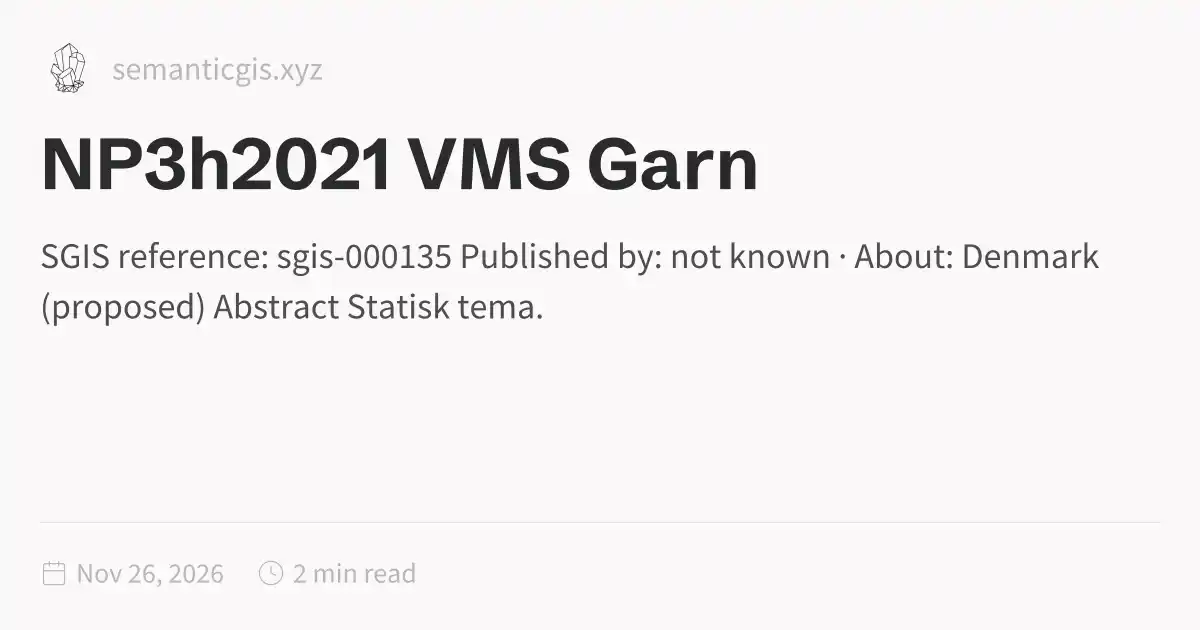 semanticgis.xyz
NP3h2021 VMS Garn
SGIS reference: sgis-000135 Published by: not known · About: Denmark
(proposed) Abstract Statisk tema.
Nov 26, 2026 2 min read